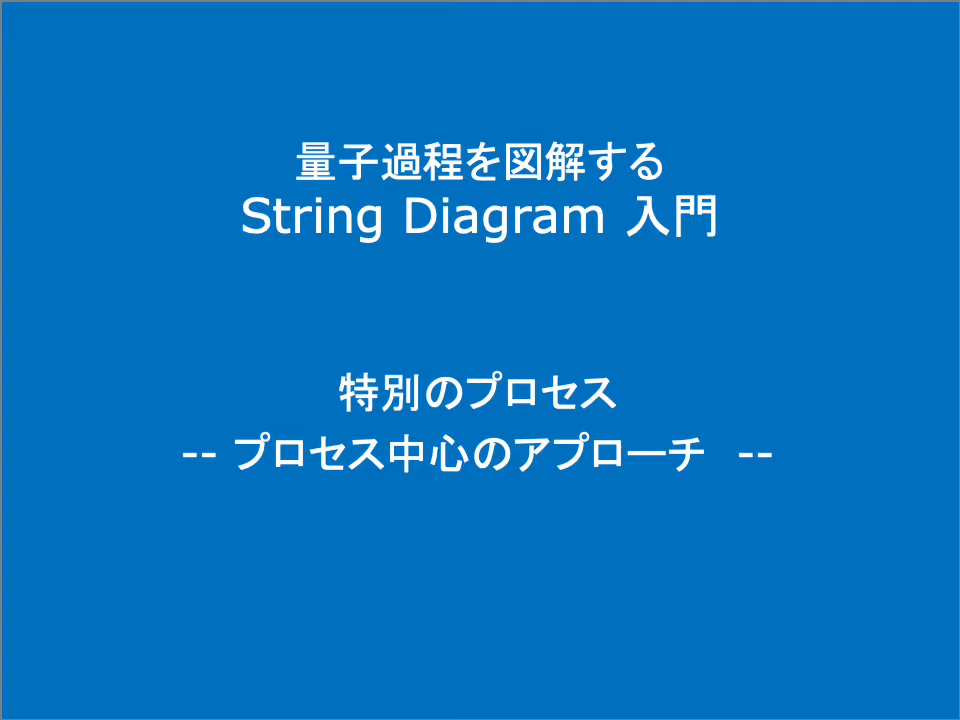 量子過程を図解する
String Diagram 入門
特別のプロセス
-- プロセス中心のアプローチ --